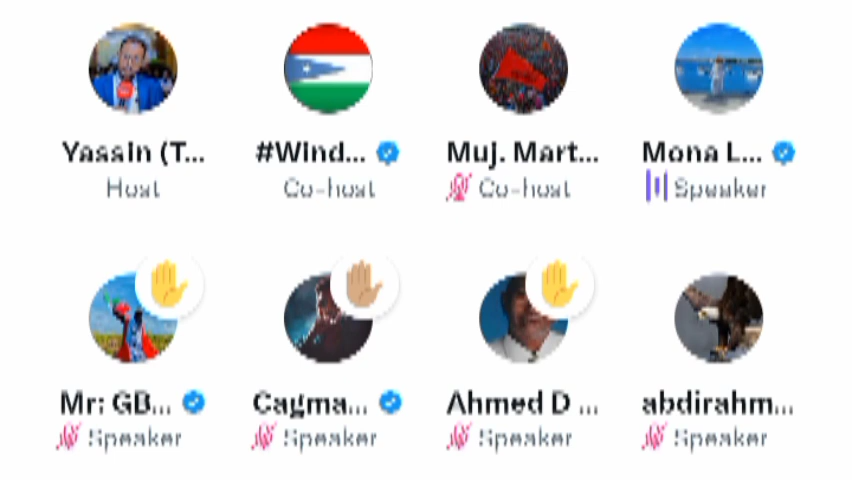 Yassin (T... #Wind... Muj. Mart... Mona L...
Host Co-host Co-host Speaker
Mr: GB... Cagma... Ahmed D ... abdirahm...
Speaker Speaker Speaker Speaker